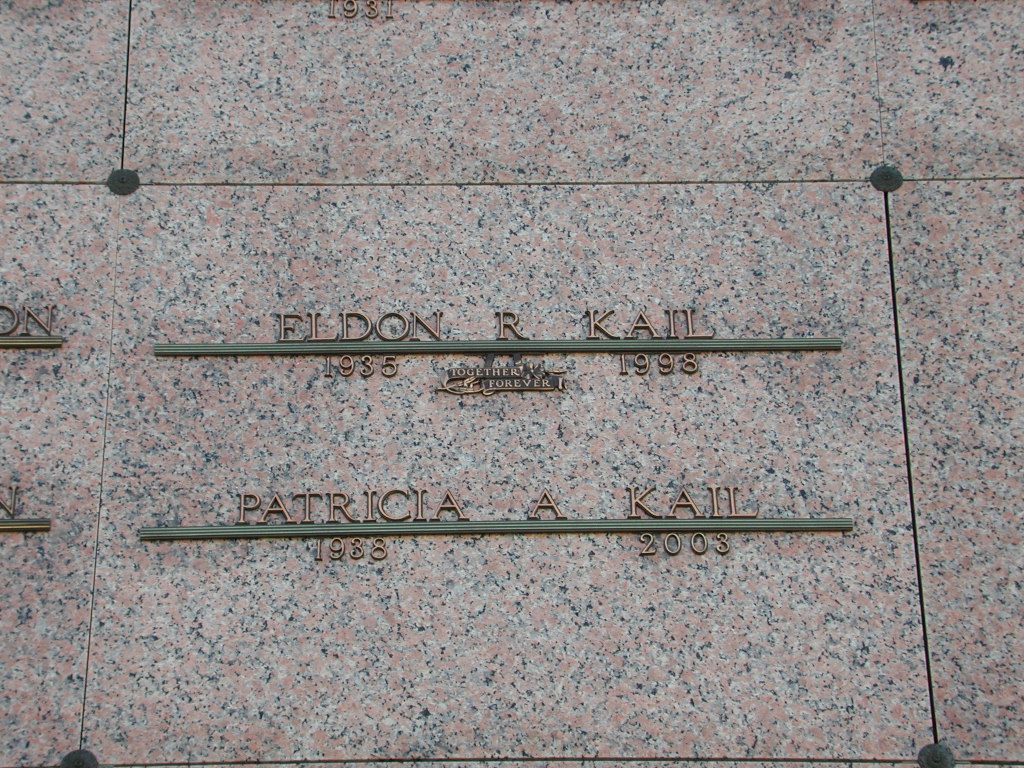 1931
ELDON R KAIL
1935 1998
TOGETHER
FOREVER
PATRICIA A KAIL
1938 2003
ON
N